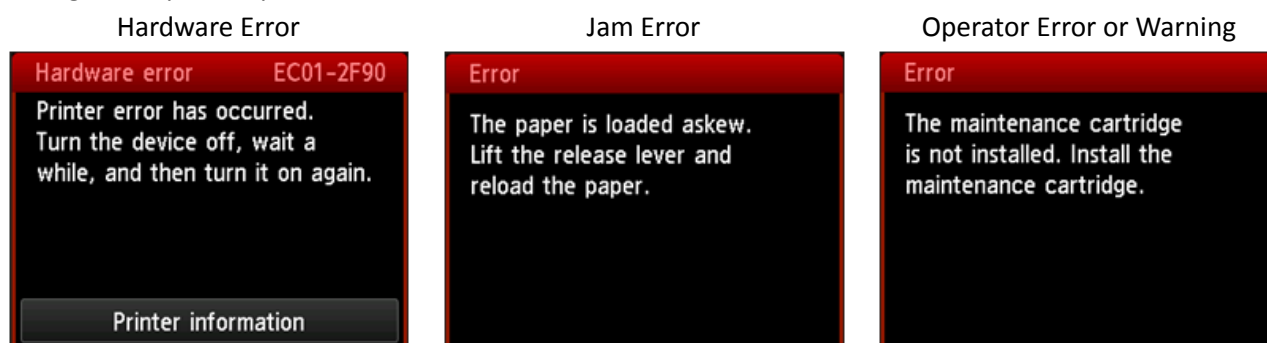 Hardware Error
Jam Error
Operator Error or Warning
Hardware error EC01-2F90
Printer error has occurred.
Turn the device off, wait a
while, and then turn it on again.
Printer information
Error
The paper is loaded askew.
Lift the release lever and
reload the paper.
Error
The maintenance cartridge
is not installed. Install the
maintenance cartridge.